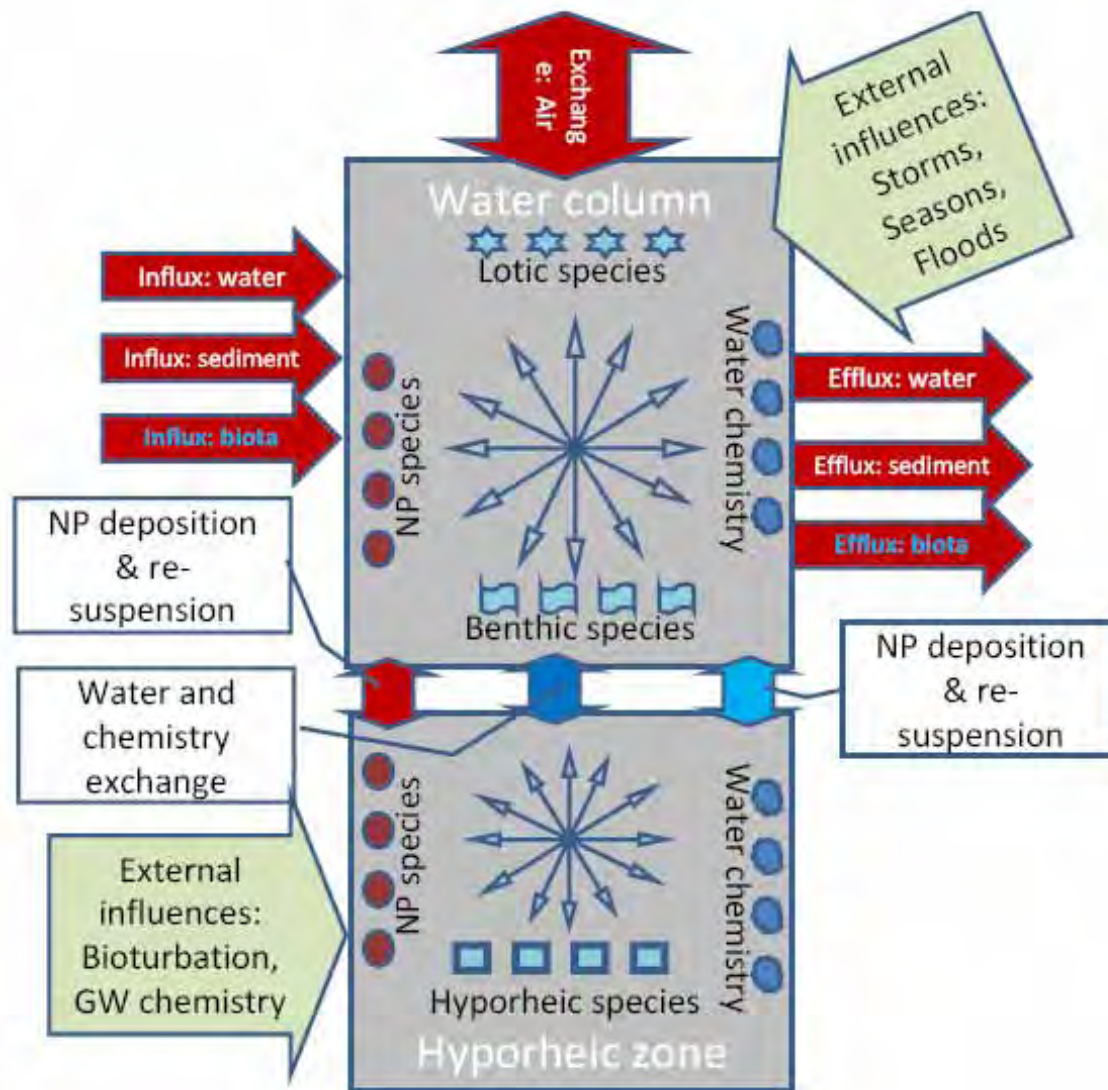 Exchang
e: Air
External
influences:
Storms,
Seasons,
Floods
Water column
Lotic species
Influx: water
Influx: sediment
Influx: biota
NP species
Water chemistry
Efflux: water
Efflux: sediment
Efflux: biota
Benthic species
NP deposition
& re-
suspension
NP deposition
& re-
suspension
Water and
chemistry
exchange
NP species
Water chemistry
External
influences:
Bioturbation,
GW chemistry
Hyporheic species
Hyporheic zone